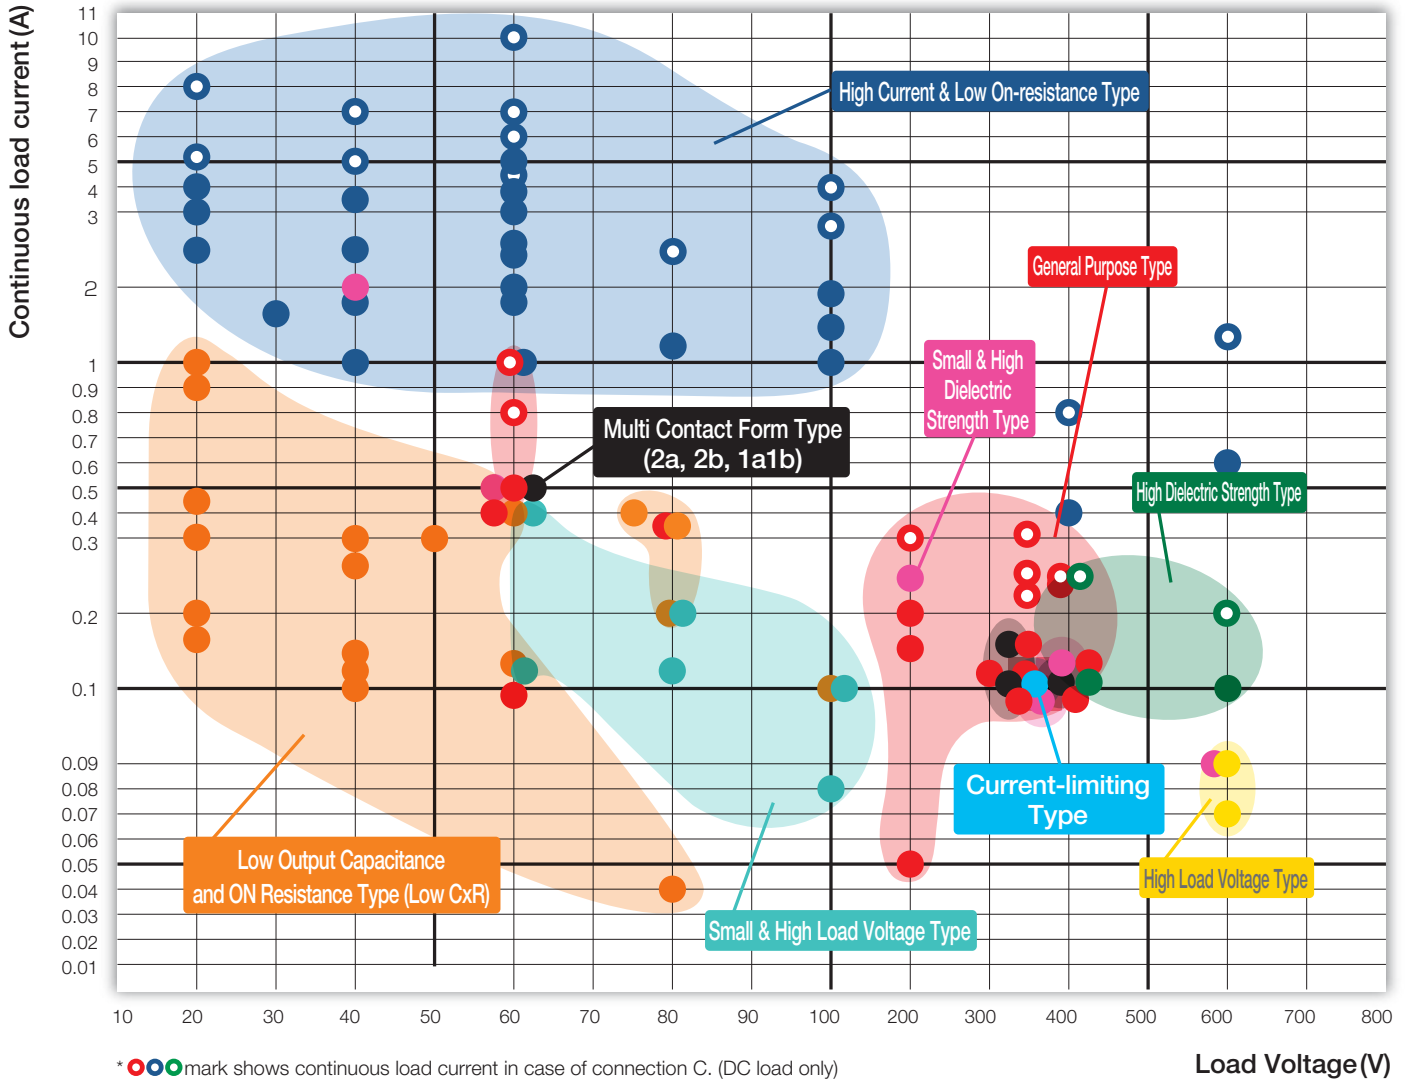 Continuous load current (A)
11
10
9
8
7
6
5
4
3
2
1
0.9
0.8
0.7
0.6
0.5
0.4
0.3
0.2
0.1
0.09
0.08
0.07
0.06
0.05
0.04
0.03
0.02
0.01
High Current & Low On-resistance Type
General Purpose Type
Small & High
Dielectric
Strength Type
Multi Contact Form Type
(2a, 2b, 1a1b)
High Dielectric Strength Type
Current-limiting
Type
Low Output Capacitance
and ON Resistance Type (Low CxR)
High Load Voltage Type
Small & High Load Voltage Type
10 20 30 40 50 60 70 80 90 100 200 300 400 500 600 700 800
* mark shows continuous load current in case of connection C. (DC load only)
Load Voltage (V)